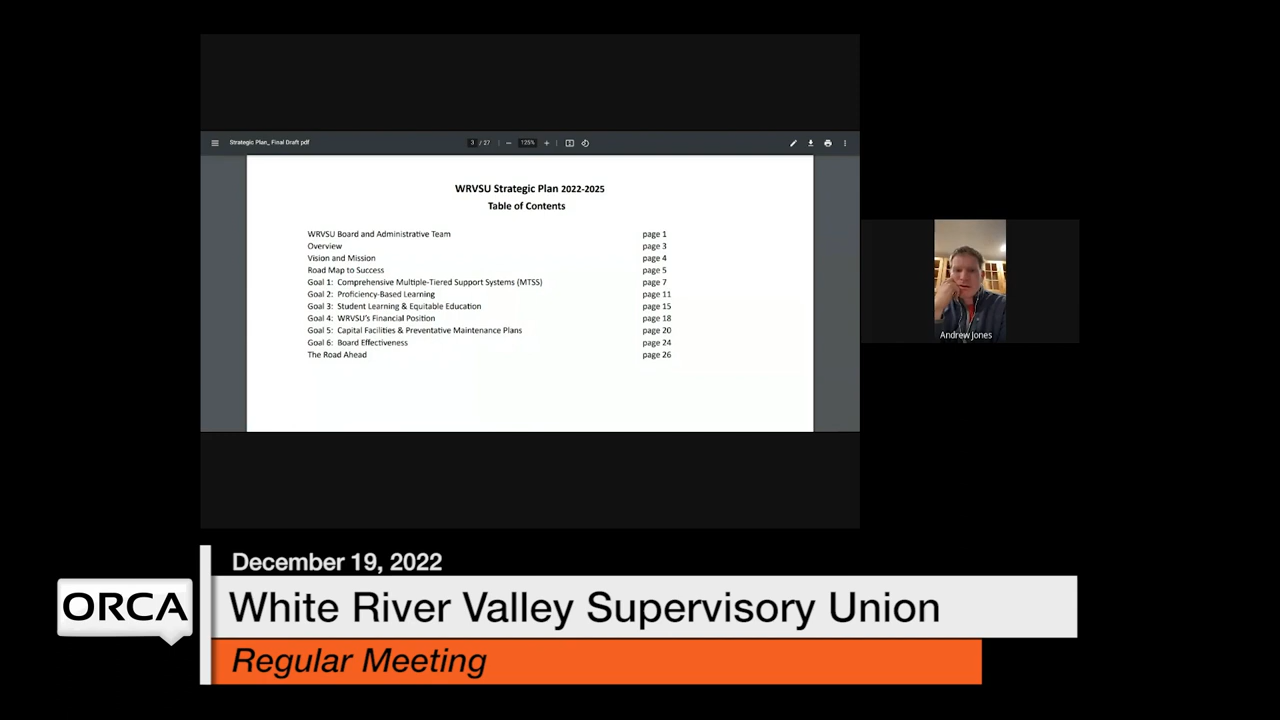 Strategic Plan_ Final Draft.pdf
3 / 27
125%
WRVSU Strategic Plan 2022-2025
Table of Contents
WRVSU Board and Administrative Team page 1
Overview page 3
Vision and Mission page 4
Road Map to Success page 5
Goal 1: Comprehensive Multiple-Tiered Support Systems (MTSS) page 7
Goal 2: Proficiency-Based Learning page 11
Goal 3: Student Learning & Equitable Education page 15
Goal 4: WRVSU's Financial Position page 18
Goal 5: Capital Facilities & Preventative Maintenance Plans page 20
Goal 6: Board Effectiveness page 24
The Road Ahead page 26
Andrew Jones
December 19, 2022
ORCA
White River Valley Supervisory Union
Regular Meeting